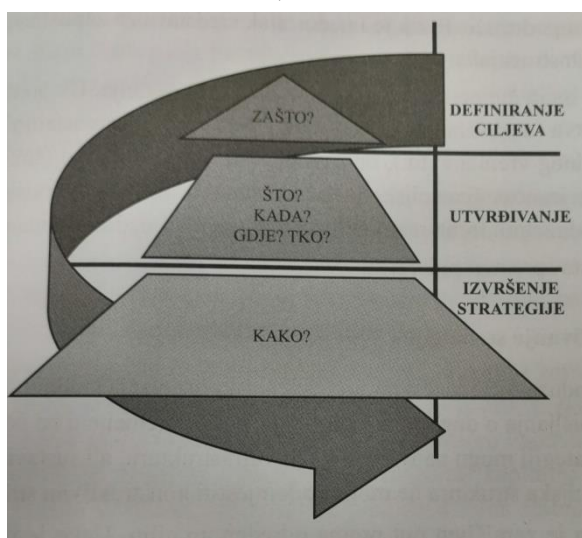 ZAŠTO?
DEFINIRANJE
CILJEVA
ŠTO?
KADA?
GDJE? TKO?
UTVRĐIVANJE
IZVRŠENJE
STRATEGIJE
KAKO?